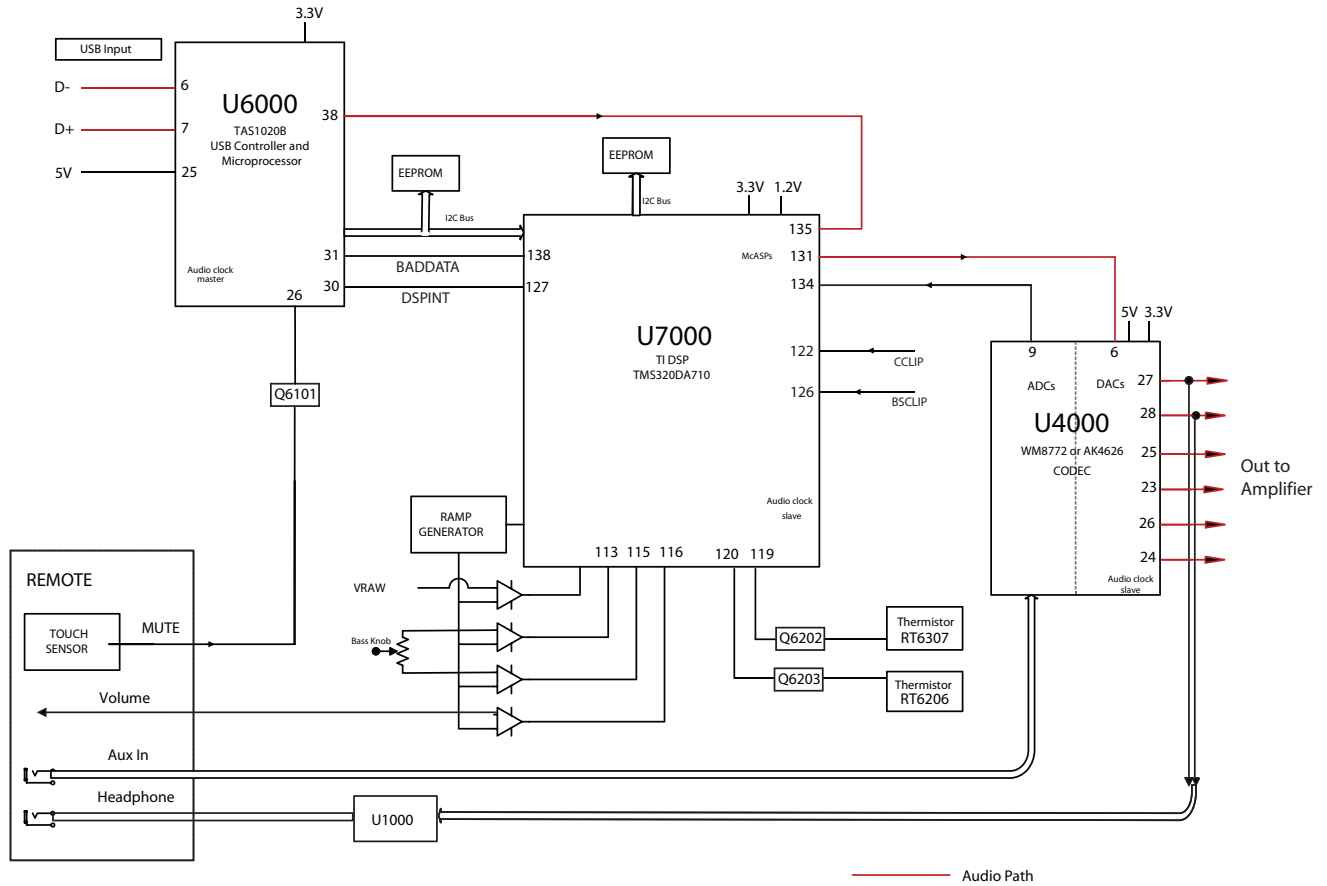 3.3V
USB Input
D-
6
D+
7
5V
25
U6000
TAS1020B
USB Controller and
Microprocessor
38
Audio clock
master
31
30
26
EEPROM
I2C Bus
EEPROM
I2C Bus
BADDATA
DSPINT
3.3V
1.2V
138
127
135
McASPs
131
134
U7000
TI DSP
TMS320DA710
122
CCLIP
126
BSCLIP
Audio clock
slave
113
115
116
120
119
5V
3.3V
9
6
ADCs
DACs
U4000
WM8772 or AK4626
CODEC
27
28
25
23
26
24
Audio clock
slave
Out to
Amplifier
Q6101
RAMP
GENERATOR
VRAW
Bass Knob
Q6202
Thermistor
RT6307
Q6203
Thermistor
RT6206
REMOTE
TOUCH
SENSOR
MUTE
Volume
Aux In
Headphone
U1000
Audio Path